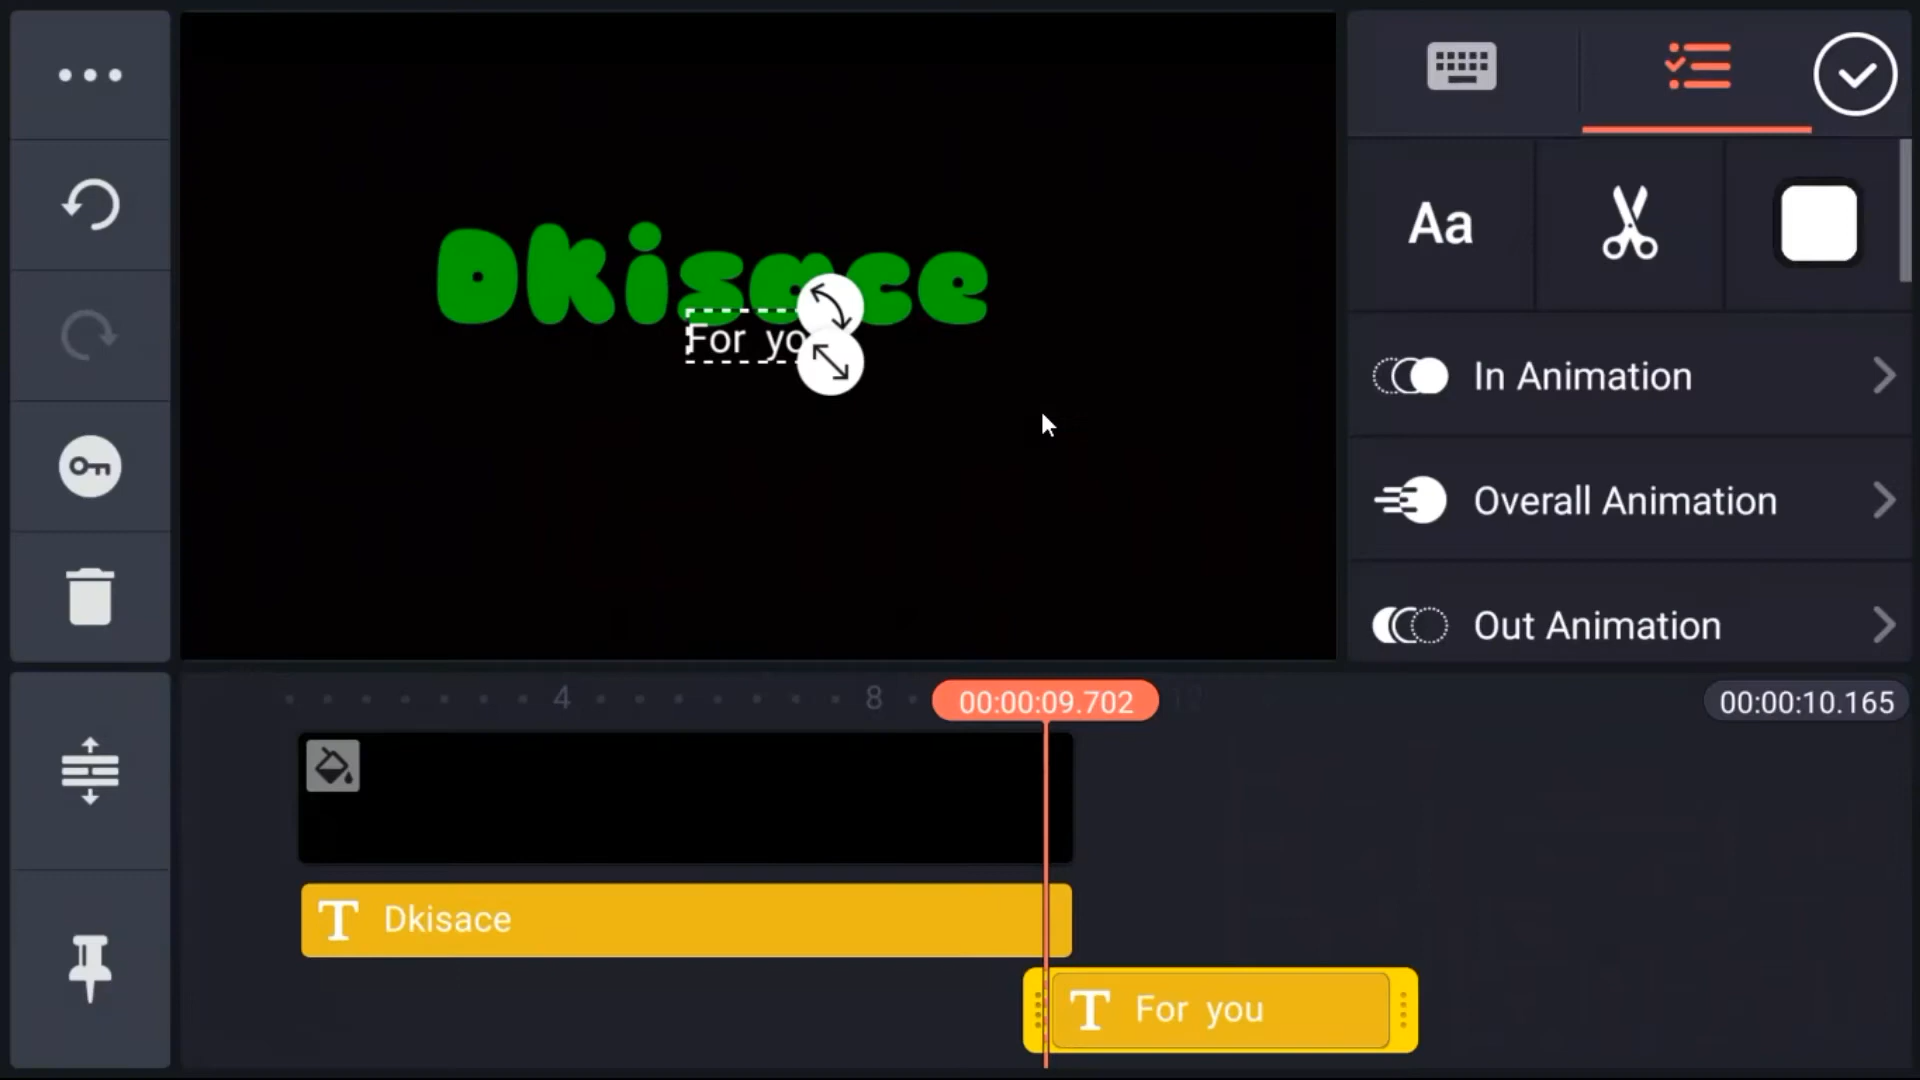 Dkisace
For yo
Aa
In Animation
Overall Animation
Out Animation
4
8
00:00:09.702
12
00:00:10.165
T Dkisace
T For you